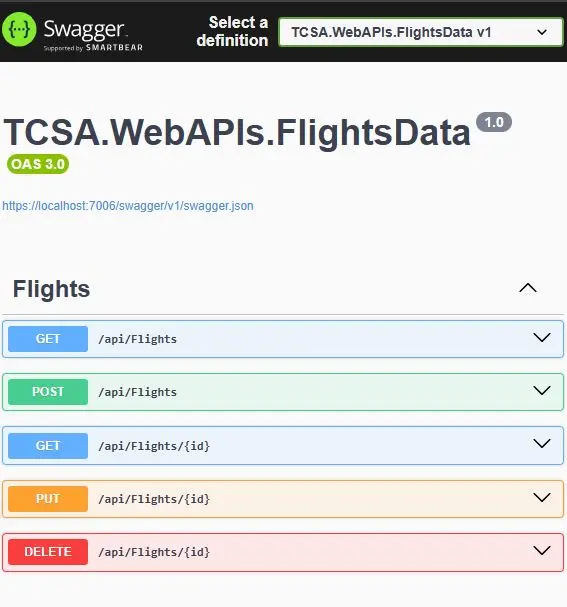 Swagger
Supported by SMARTBEAR
Select a
definition
TCSA.WebAPIs.FlightsData v1
TCSA.WebAPIs.FlightsData 1.0
OAS 3.0
https://localhost:7006/swagger/v1/swagger.json
Flights
GET /api/Flights
POST /api/Flights
GET /api/Flights/{id}
PUT /api/Flights/{id}
DELETE /api/Flights/{id}